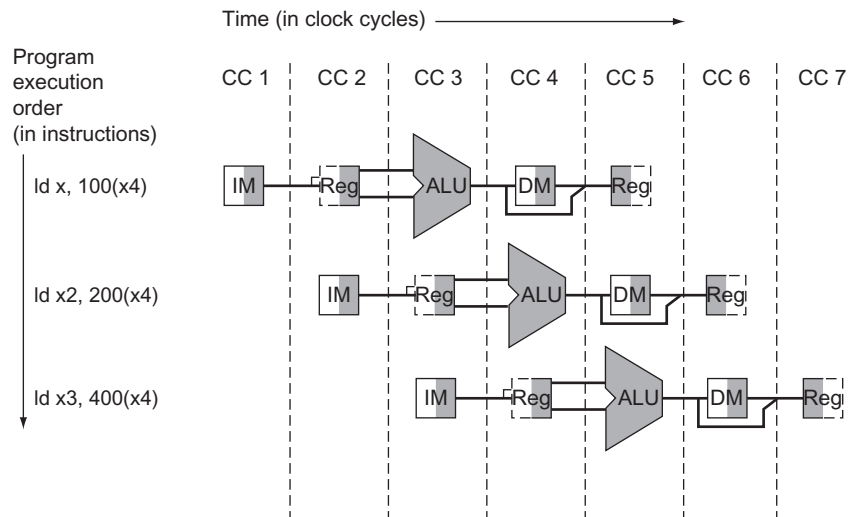 Time (in clock cycles)
Program
execution
order
(in instructions)
CC 1 CC 2 CC 3 CC 4 CC 5 CC 6 CC 7
ld x, 100(x4)
IM Reg ALU DM Reg
ld x2, 200(x4)
IM Reg ALU DM Reg
ld x3, 400(x4)
IM Reg ALU DM Reg